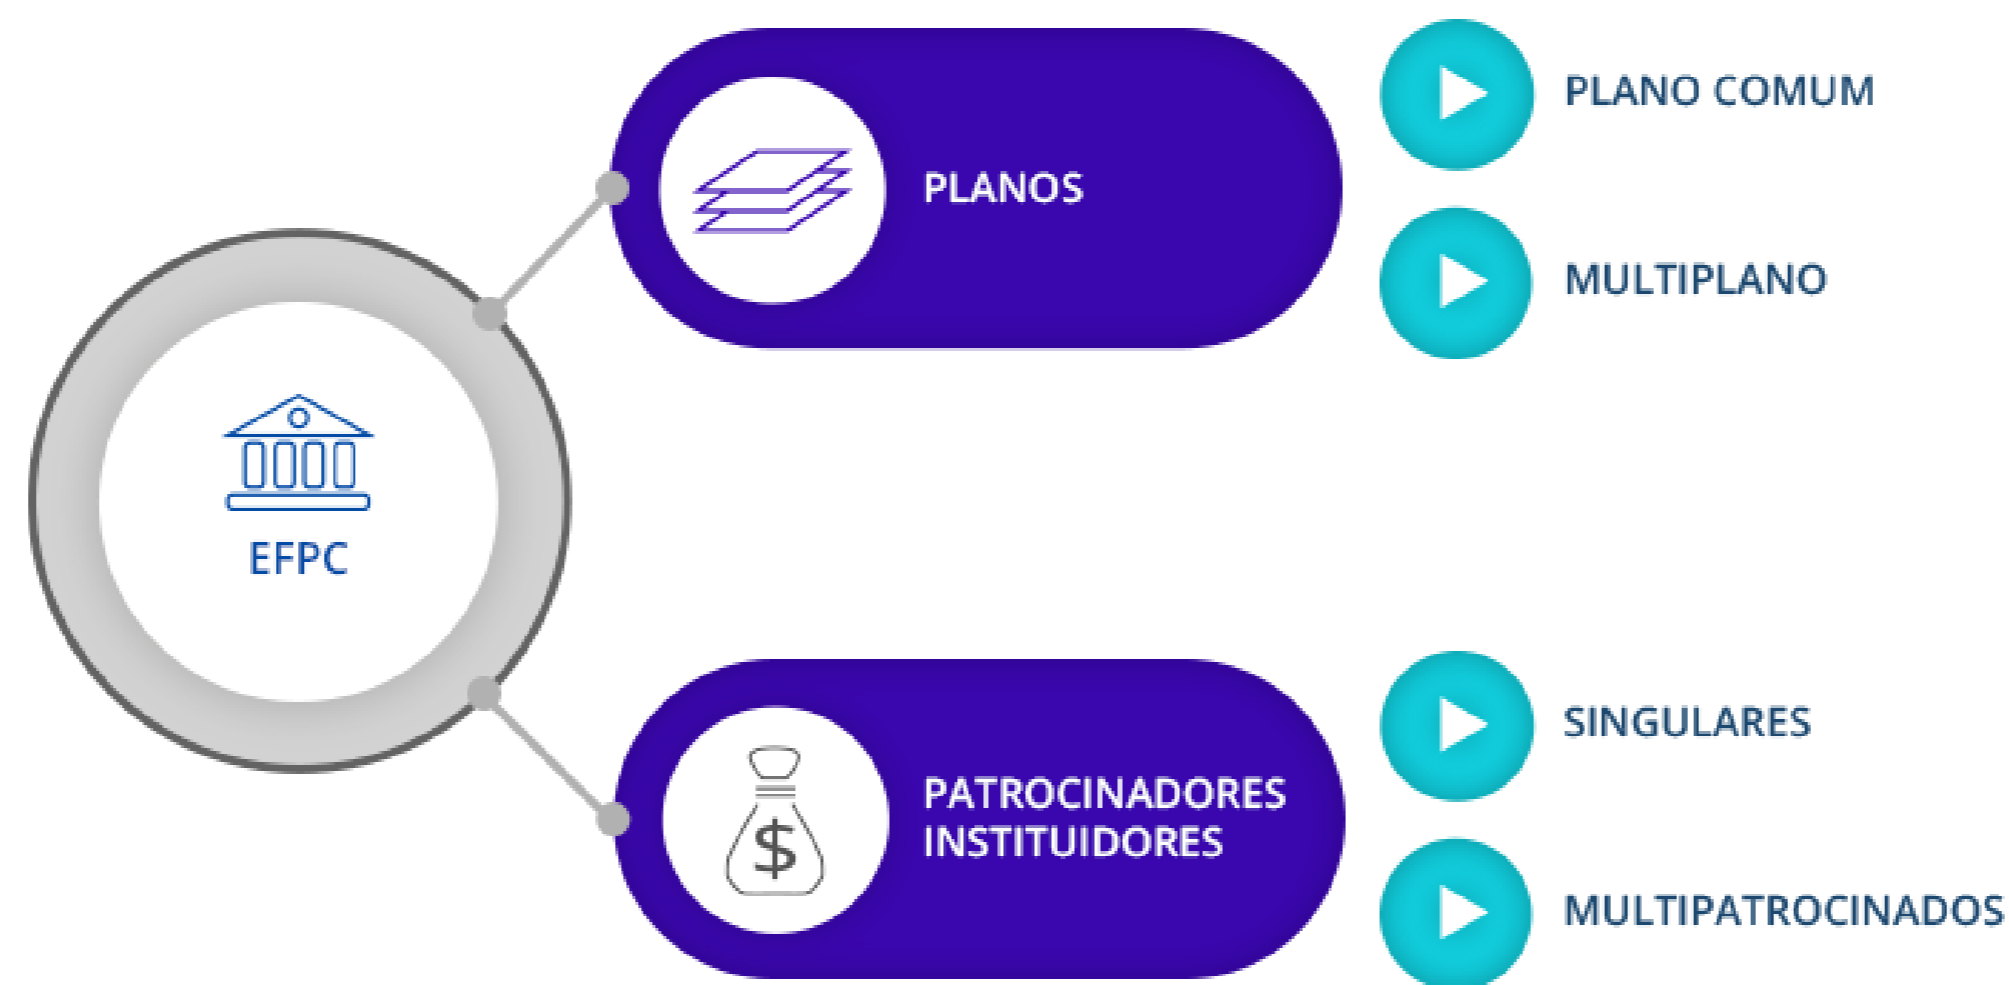 EFPC
PLANOS
PLANO COMUM
MULTIPLANO
PATROCINADORES
INSTITUIDORES
$
SINGULARES
MULTIPATROCINADOS